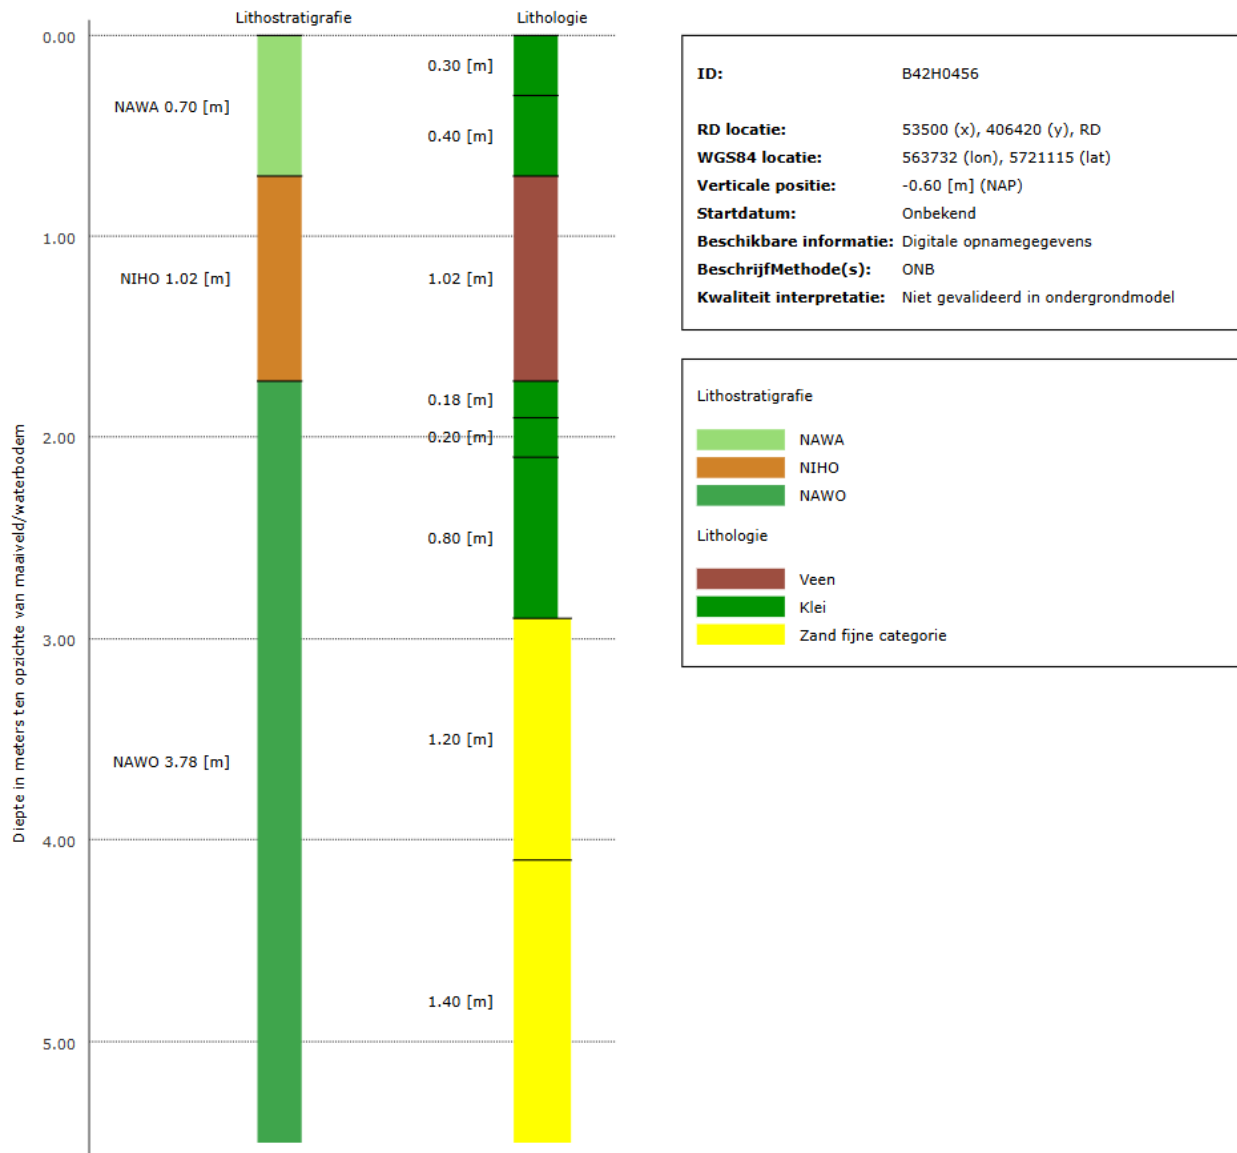 Lithostratigrafie
Lithologie
Diepte in meters ten opzichte van maaiveld/waterbodem
0.00
1.00
2.00
3.00
4.00
5.00
NAWA 0.70 [m]
NIHO 1.02 [m]
NAWO 3.78 [m]
0.30 [m]
0.40 [m]
1.02 [m]
0.18 [m]
0.20 [m]
0.80 [m]
1.20 [m]
1.40 [m]
ID: B42H0456
RD locatie: 53500 (x), 406420 (y), RD
WGS84 locatie: 563732 (lon), 5721115 (lat)
Verticale positie: -0.60 [m] (NAP)
Startdatum: Onbekend
Beschikbare informatie: Digitale opnamegegevens
BeschrijfMethode(s): ONB
Kwaliteit interpretatie: Niet gevalideerd in ondergrondmodel
Lithostratigrafie
NAWA
NIHO
NAWO
Lithologie
Veen
Klei
Zand fijne categorie